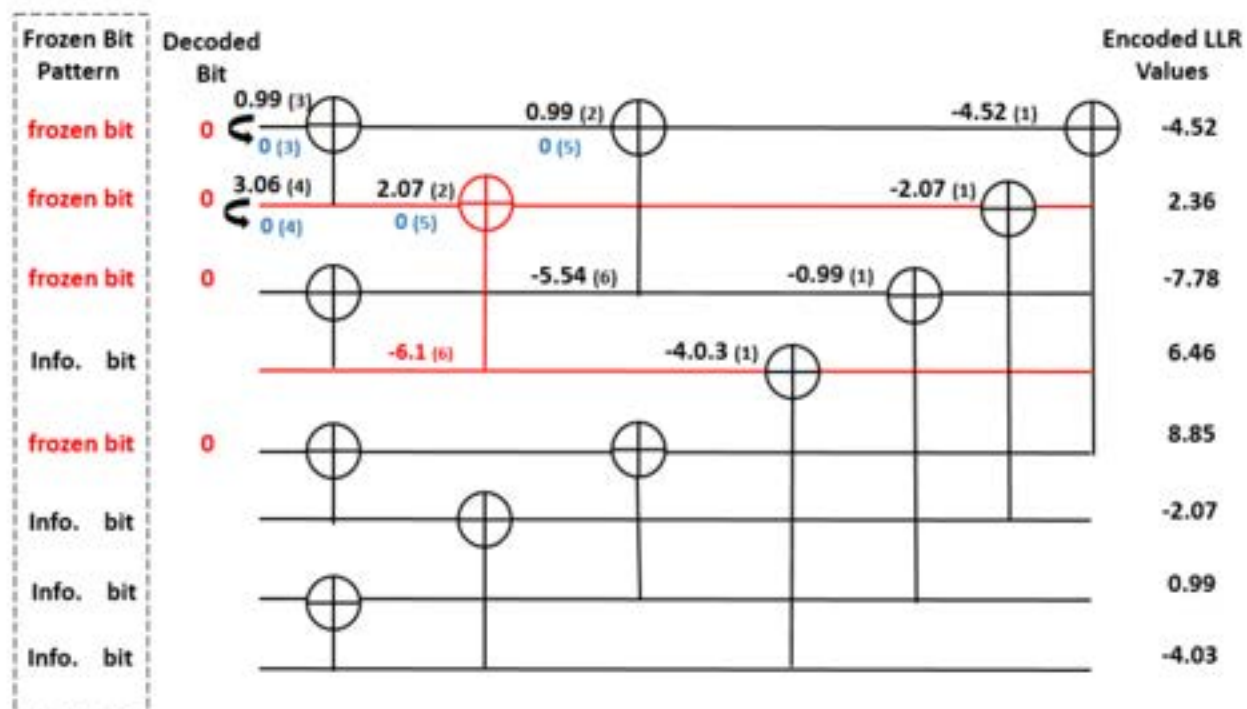 Frozen Bit Pattern
Decoded Bit
Encoded LLR Values
0.99 (3)
0.99 (2)
-4.52 (1)
frozen bit
0
-4.52
0 (3)
0 (5)
3.06 (4)
2.07 (2)
-2.07 (1)
frozen bit
0
2.36
0 (4)
0 (5)
frozen bit
0
-5.54 (6)
-0.99 (1)
-7.78
Info. bit
-6.1 (6)
-4.0.3 (1)
6.46
frozen bit
0
8.85
Info. bit
-2.07
Info. bit
0.99
Info. bit
-4.03